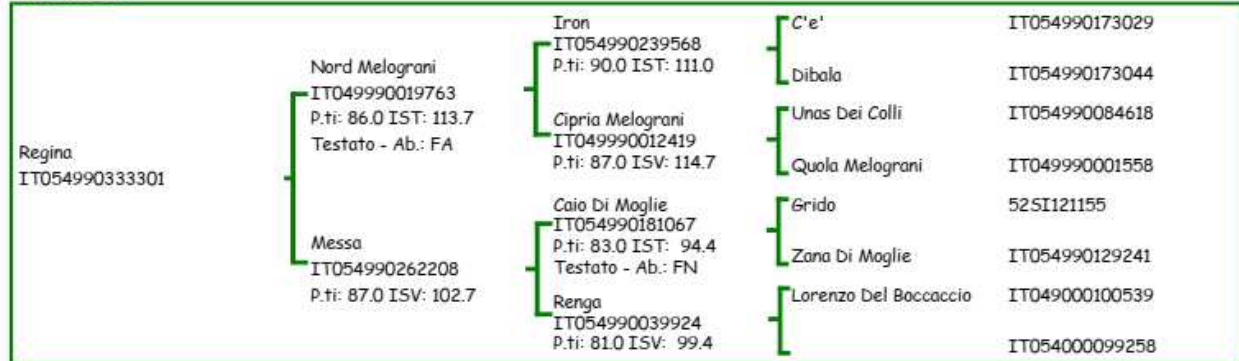 Regina
IT054990333301
Nord Melograni
IT049990019763
P.ti: 86.0 IST: 113.7
Testato - Ab.: FA
Messa
IT054990262208
P.ti: 87.0 ISV: 102.7
Iron
IT054990239568
P.ti: 90.0 IST: 111.0
Cipria Melograni
IT049990012419
P.ti: 87.0 ISV: 114.7
Caio Di Moglie
IT054990181067
P.ti: 83.0 IST: 94.4
Testato - Ab.: FN
Renga
IT054990039924
P.ti: 81.0 ISV: 99.4
C'e' IT054990173029
Dibala IT054990173044
Unas Dei Colli IT054990084618
Quola Melograni IT049990001558
Grido 52SI121155
Zana Di Moglie IT054990129241
Lorenzo Del Boccaccio IT049000100539
IT054000099258